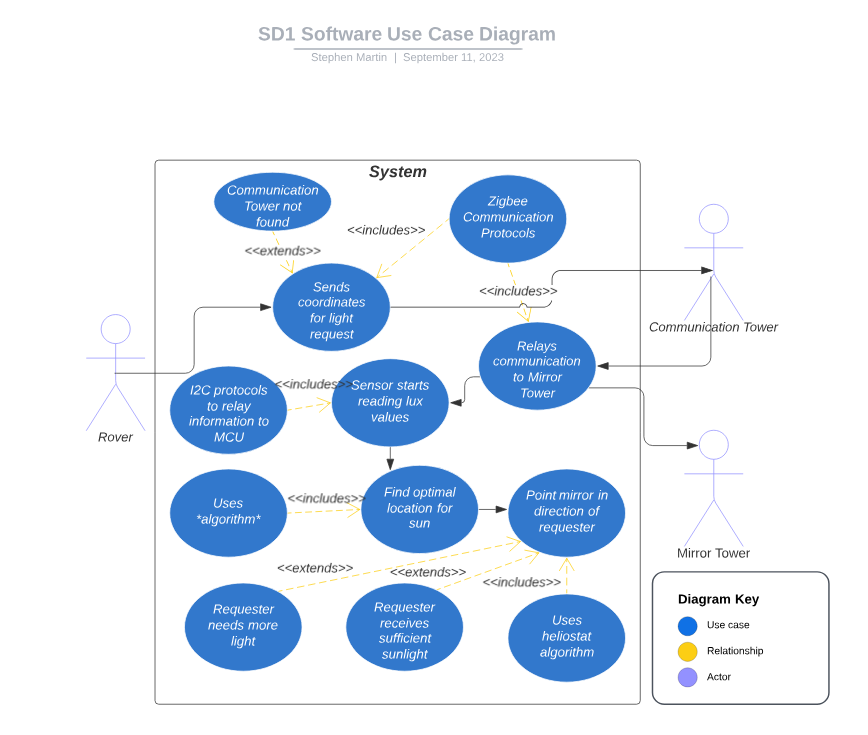 SD1 Software Use Case Diagram
Stephen Martin | September 11, 2023
System
Communication
Tower not
found
Zigbee
Communication
Protocols
<<includes>>
<<extends>>
<<includes>>
Sends
coordinates
for light
request
Communication Tower
Relays
communication
to Mirror
Tower
Rover
I2C protocols
to relay
information to
MCU
<<includes>>
Sensor starts
reading lux
values
Uses
*algorithm*
<<includes>>
Find optimal
location for
sun
Point mirror in
direction of
requester
Mirror Tower
<<extends>>
<<extends>>
<<includes>>
Requester
needs more
light
Requester
receives
sufficient
sunlight
Uses
heliostat
algorithm
Diagram Key
Use case
Relationship
Actor